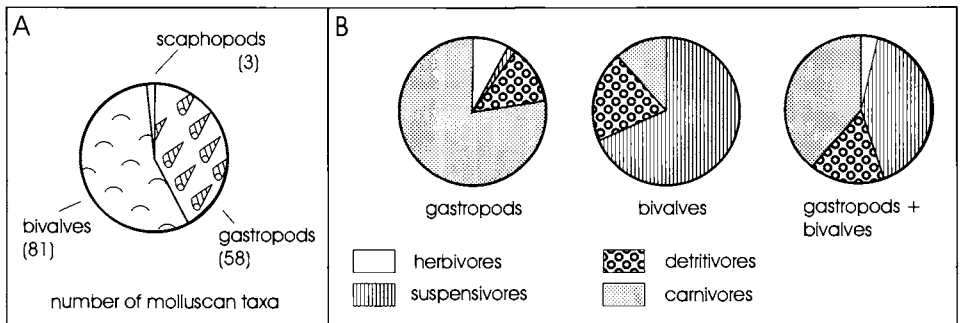 A
scaphopods
(3)
bivalves
(81)
gastropods
(58)
number of molluscan taxa
B
gastropods
bivalves
gastropods +
bivalves
herbivores
suspensivores
detritivores
carnivores